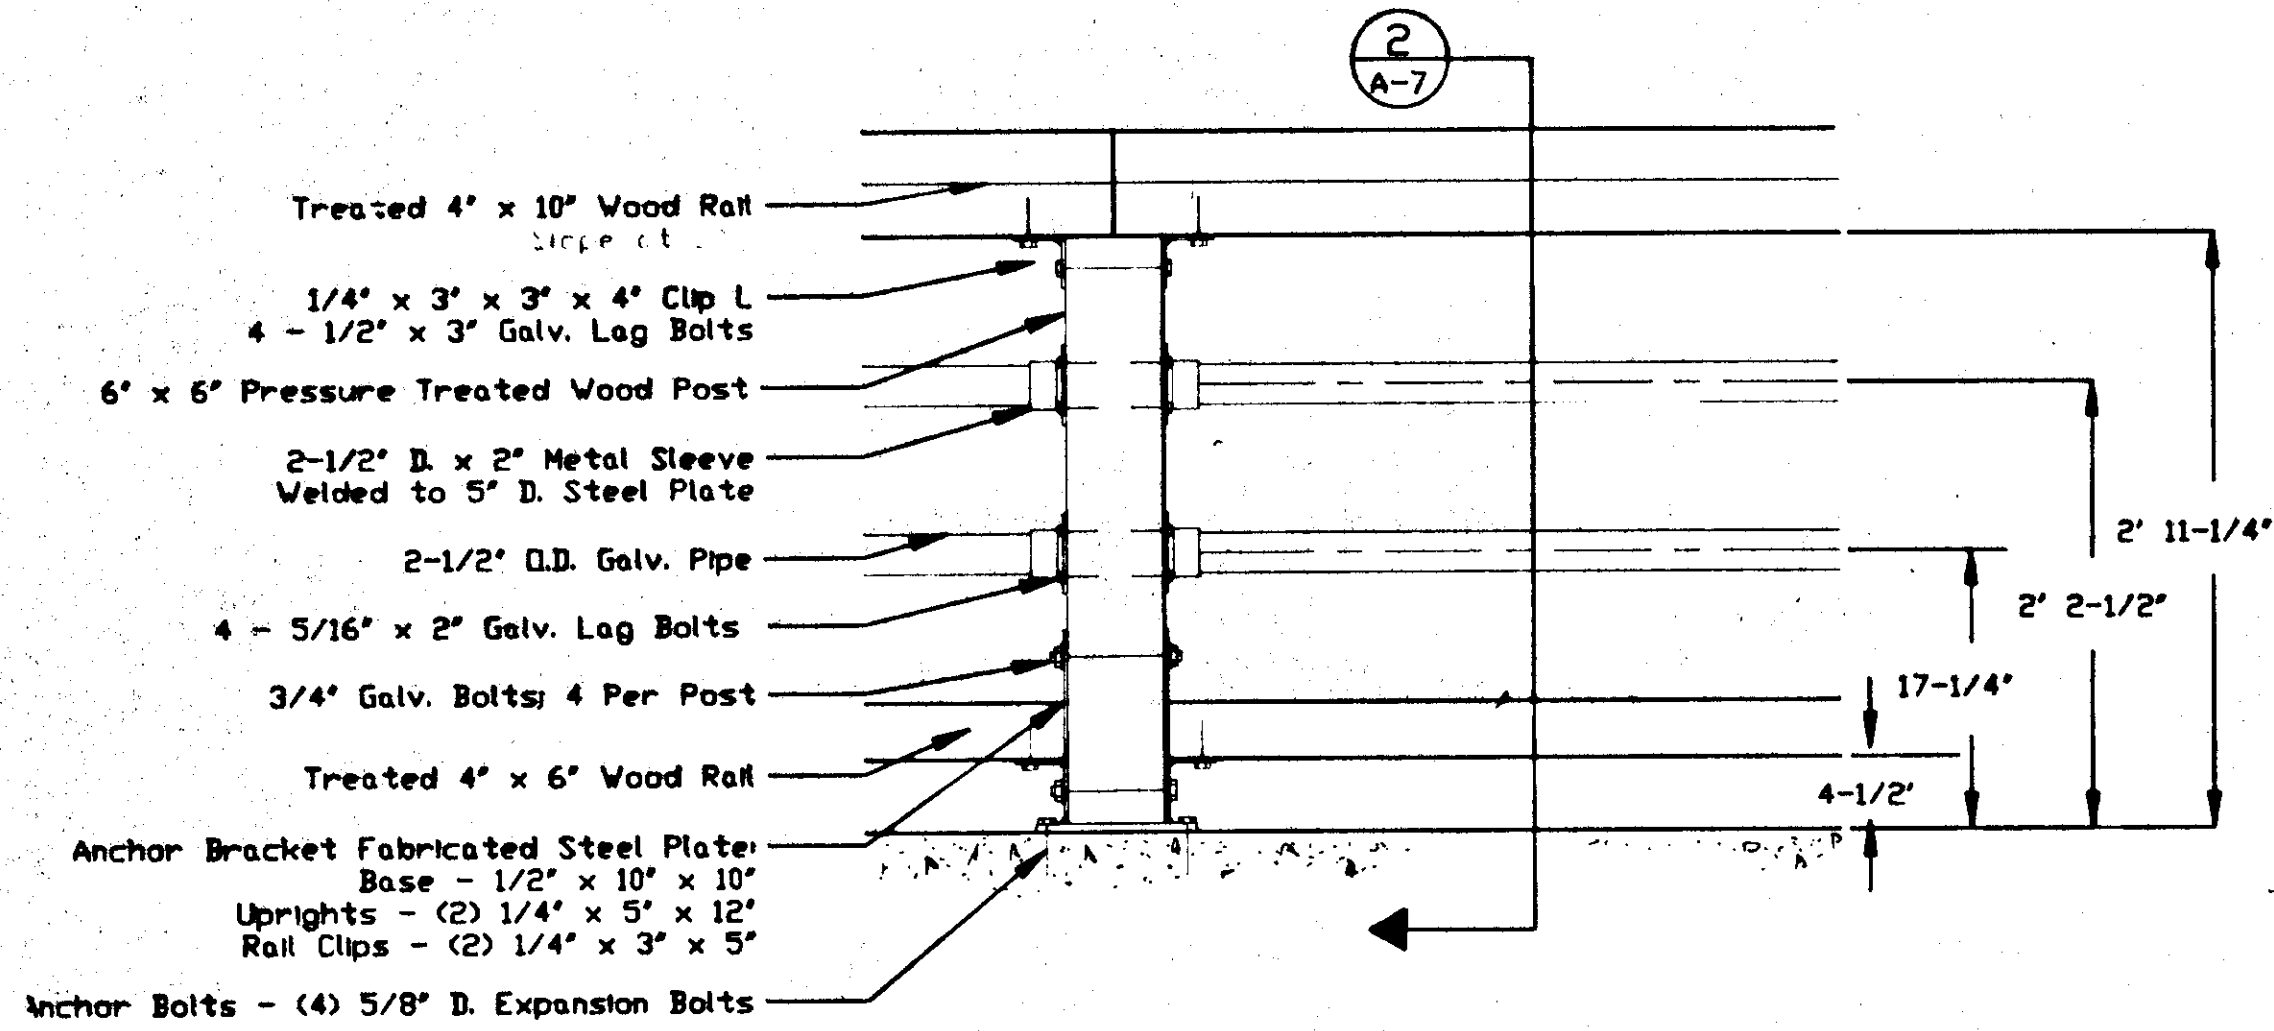 2
A-7
Treated 4" x 10" Wood Rail
1/4" x 3" x 3" x 4" Clip L
4 - 1/2" x 3" Galv. Lag Bolts
6" x 6" Pressure Treated Wood Post
2-1/2" D. x 2" Metal Sleeve
Welded to 5" D. Steel Plate
2-1/2" O.D. Galv. Pipe
4 - 5/16" x 2" Galv. Lag Bolts
3/4" Galv. Bolts; 4 Per Post
Treated 4" x 6" Wood Rail
Anchor Bracket Fabricated Steel Plate:
Base - 1/2" x 10" x 10"
Uprights - (2) 1/4" x 5" x 12"
Rail Clips - (2) 1/4" x 3" x 5"
Anchor Bolts - (4) 5/8" D. Expansion Bolts
2' 11-1/4"
2' 2-1/2"
17-1/4"
4-1/2"